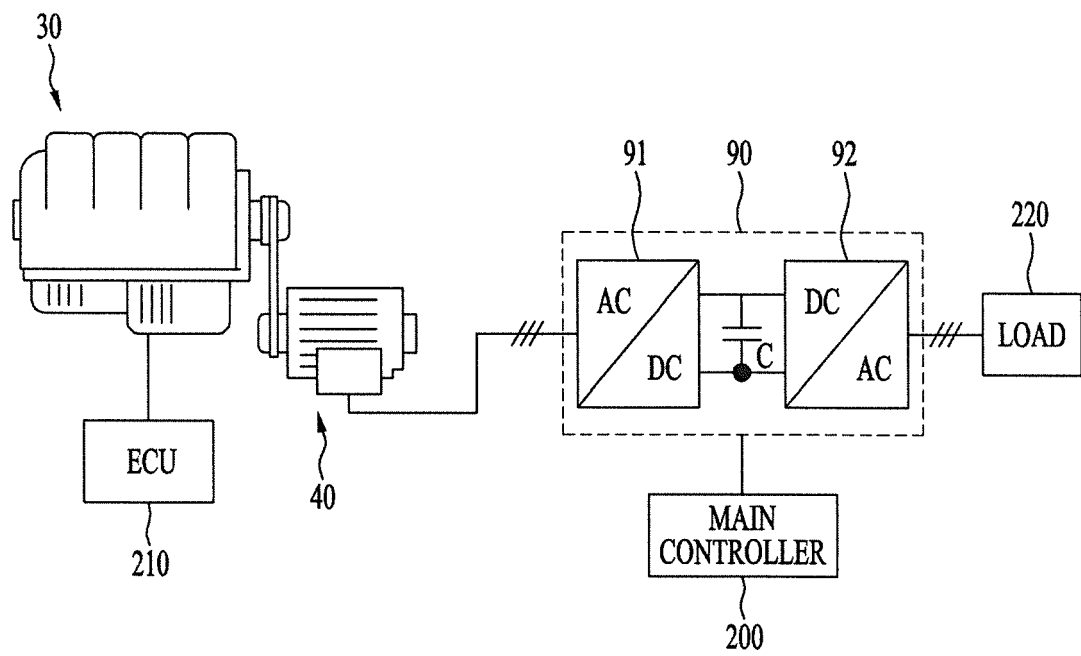 30
91
90
92
220
AC
DC
C
DC
AC
LOAD
ECU
40
210
MAIN
CONTROLLER
200